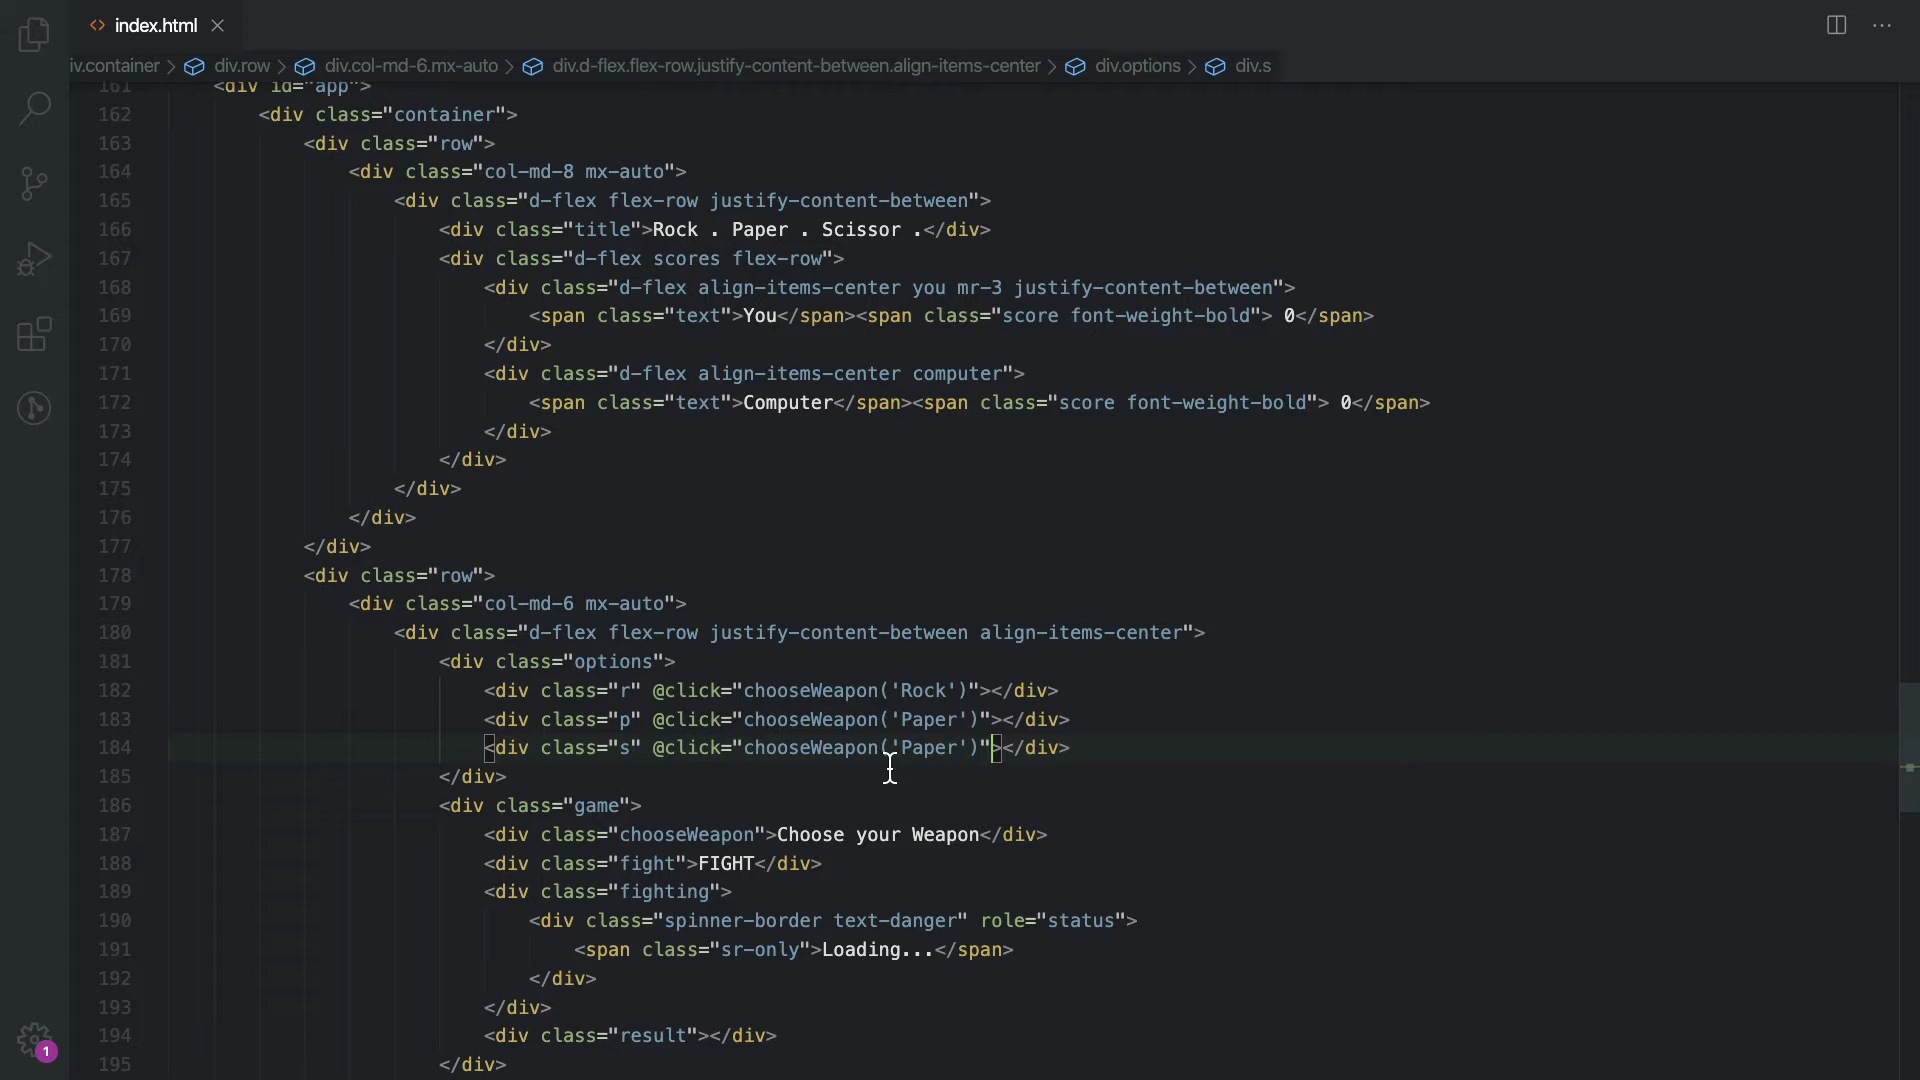 index.html
iv.container > div.row > div.col-md-6.mx-auto > div.d-flex.flex-row.justify-content-between.align-items-center > div.options > div.s
161 <div id="app">
162 <div class="container">
163 <div class="row">
164 <div class="col-md-8 mx-auto">
165 <div class="d-flex flex-row justify-content-between">
166 <div class="title">Rock . Paper . Scissor .</div>
167 <div class="d-flex scores flex-row">
168 <div class="d-flex align-items-center you mr-3 justify-content-between">
169 <span class="text">You</span><span class="score font-weight-bold"> 0</span>
170 </div>
171 <div class="d-flex align-items-center computer">
172 <span class="text">Computer</span><span class="score font-weight-bold"> 0</span>
173 </div>
174 </div>
175 </div>
176 </div>
177 </div>
178 <div class="row">
179 <div class="col-md-6 mx-auto">
180 <div class="d-flex flex-row justify-content-between align-items-center">
181 <div class="options">
182 <div class="r" @click="chooseWeapon('Rock')"></div>
183 <div class="p" @click="chooseWeapon('Paper')"></div>
184 <div class="s" @click="chooseWeapon('Paper')"></div>
185 </div>
186 <div class="game">
187 <div class="chooseWeapon">Choose your Weapon</div>
188 <div class="fight">FIGHT</div>
189 <div class="fighting">
190 <div class="spinner-border text-danger" role="status">
191 <span class="sr-only">Loading...</span>
192 </div>
193 </div>
194 <div class="result"></div>
195 </div>
1